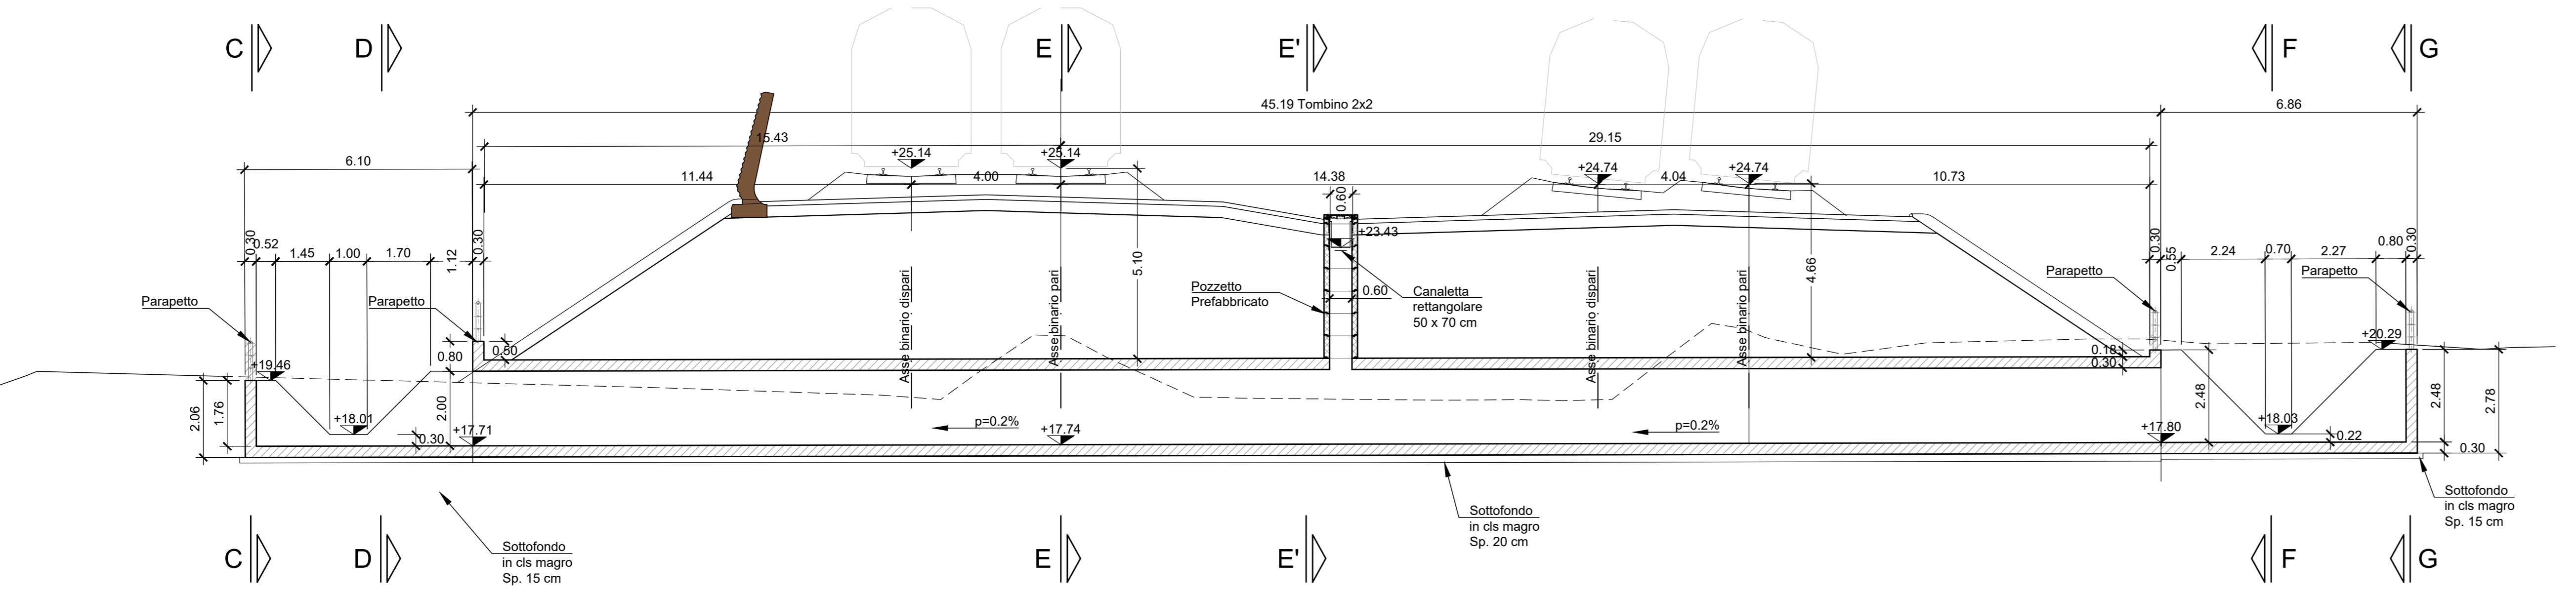 C
D
E
E'
F
G
45.19 Tombino 2x2
6.86
15.43
29.15
6.10
+25.14
+25.14
+24.74
+24.74
11.44
4.00
14.38
4.04
10.73
0.60
+23.43
0.30
0.52
1.45
1.00
1.70
1.12
0.30
5.10
4.66
0.30
0.55
2.24
0.70
2.27
0.80
0.30
Parapetto
Parapetto
Parapetto
Parapetto
Asse binario dispari
Asse binario pari
Asse binario dispari
Asse binario pari
Pozzetto
Prefabbricato
0.60
Canaletta
rettangolare
50 x 70 cm
+19.46
0.80
0.50
0.18
0.30
+20.29
2.06
1.76
+18.01
2.00
0.30
+17.71
p=0.2%
+17.74
p=0.2%
+17.80
2.48
+18.03
0.22
2.48
2.78
0.30
Sottofondo
in cls magro
Sp. 15 cm
Sottofondo
in cls magro
Sp. 20 cm
Sottofondo
in cls magro
Sp. 15 cm
C
D
E
E'
F
G